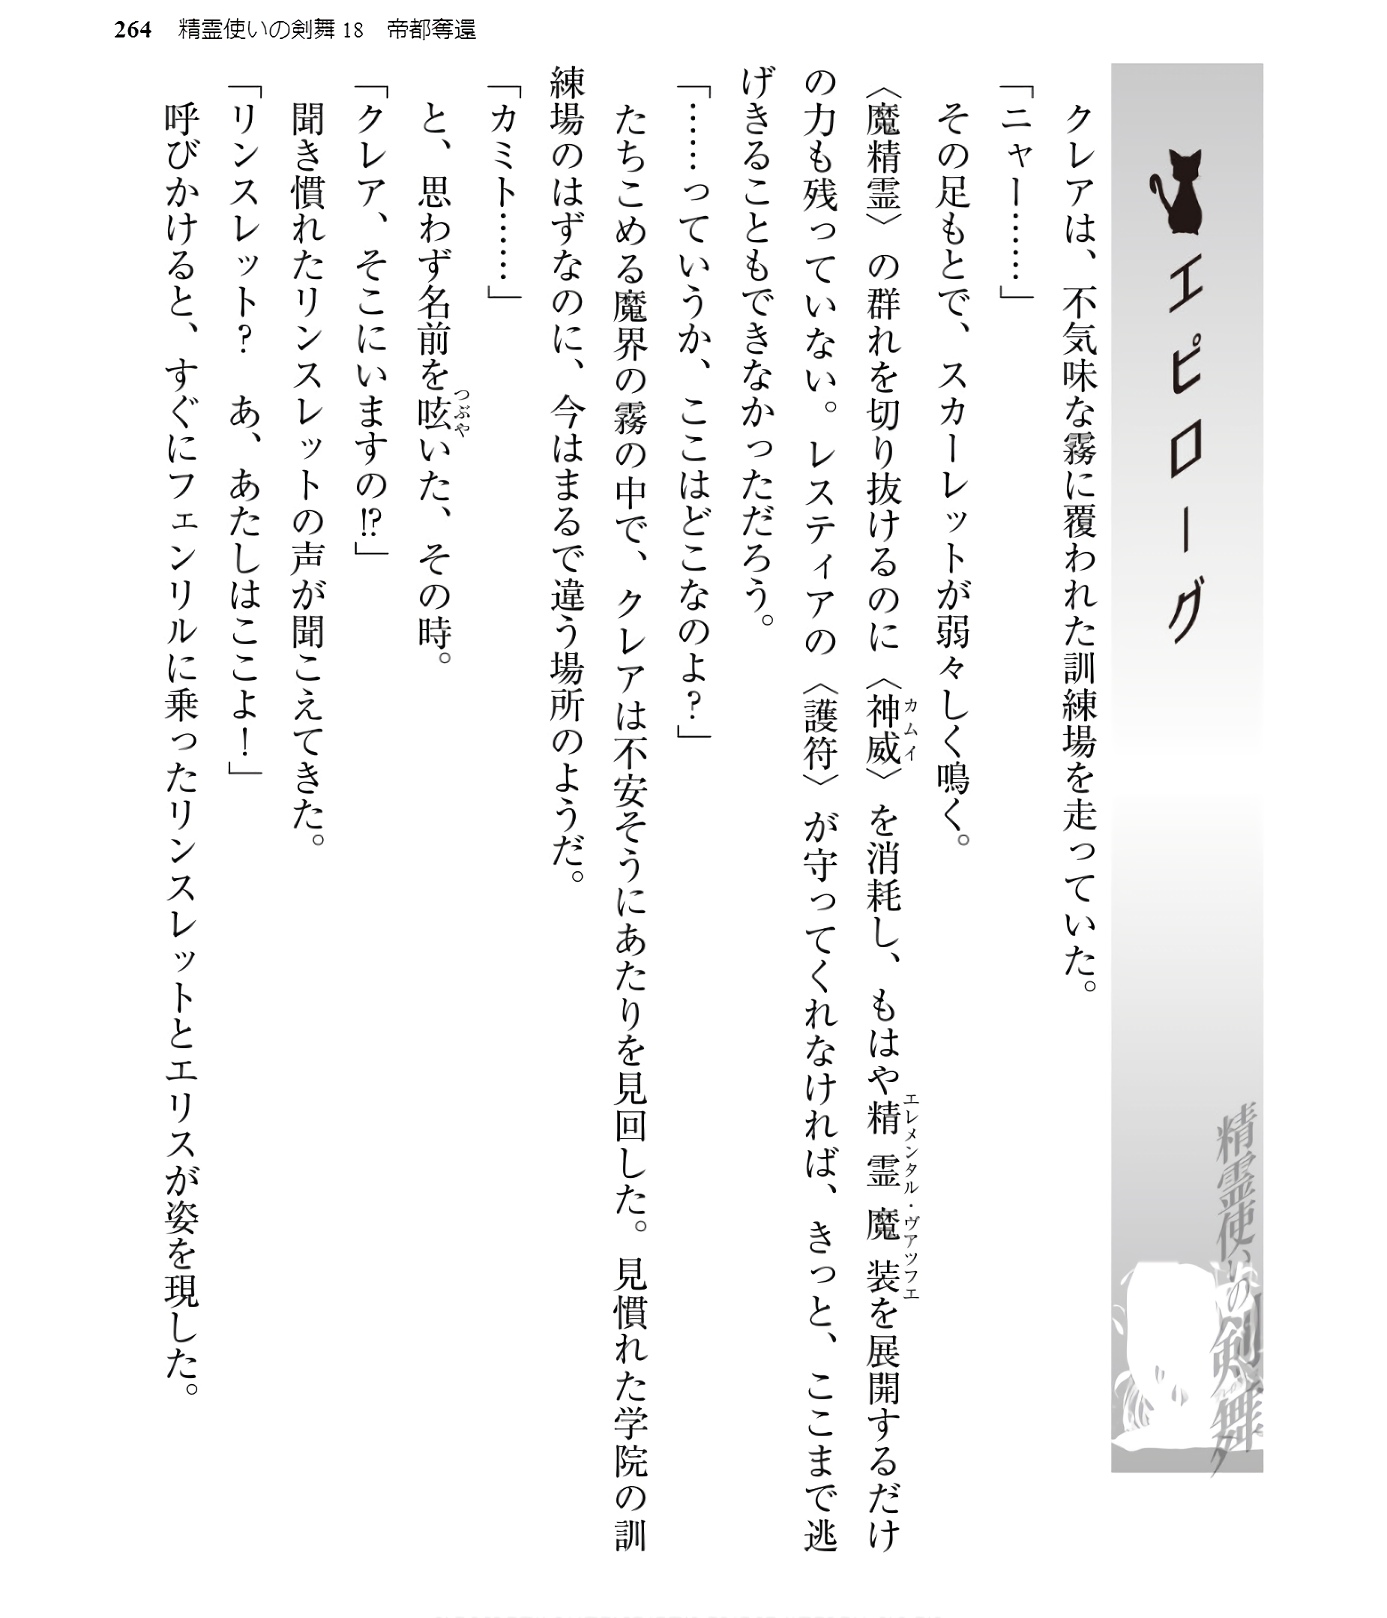 264 精霊使いの剣舞18 帝都奪還
エピローグ
精霊使いの剣舞
クレアは、不気味な霧に覆われた訓練場を走っていた。
「ニャー……」
その足もとで、スカーレットが弱々しく鳴く。
〈魔精霊〉の群れを切り抜けるのに〈神威〉を消耗し、もはや精霊魔装を展開するだけ
カムイ
エレメンタル・ヴァッフェ
の力も残っていない。レスティアの〈護符〉が守ってくれなければ、きっと、ここまで逃
げきることもできなかっただろう。
「……っていうか、ここはどこなのよ?」
たちこめる魔界の霧の中で、クレアは不安そうにあたりを見回した。見慣れた学院の訓
練場のはずなのに、今はまるで違う場所のようだ。
「カミト……」
と、思わず名前を呟いた、その時。
つぶや
「クレア、そこにいますの!?」
聞き慣れたリンスレットの声が聞こえてきた。
「リンスレット? あ、あたしはここよ!」
呼びかけると、すぐにフェンリルに乗ったリンスレットとエリスが姿を現した。